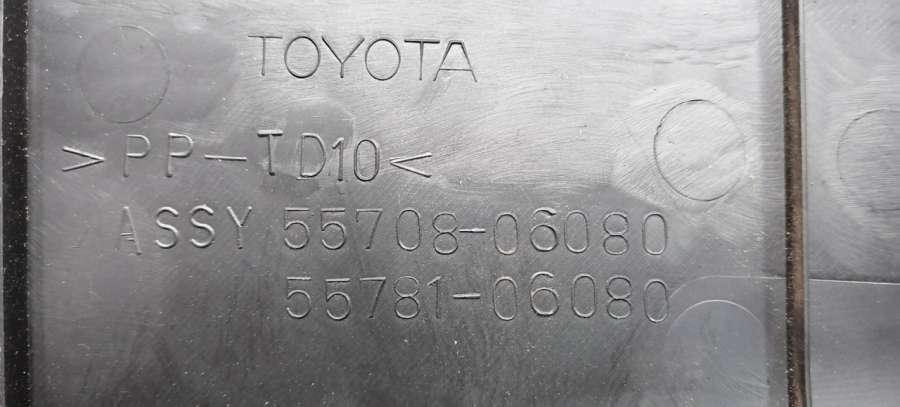 TOYOTA
>PP-TD10<
ASSY 55708-06080
55781-06080